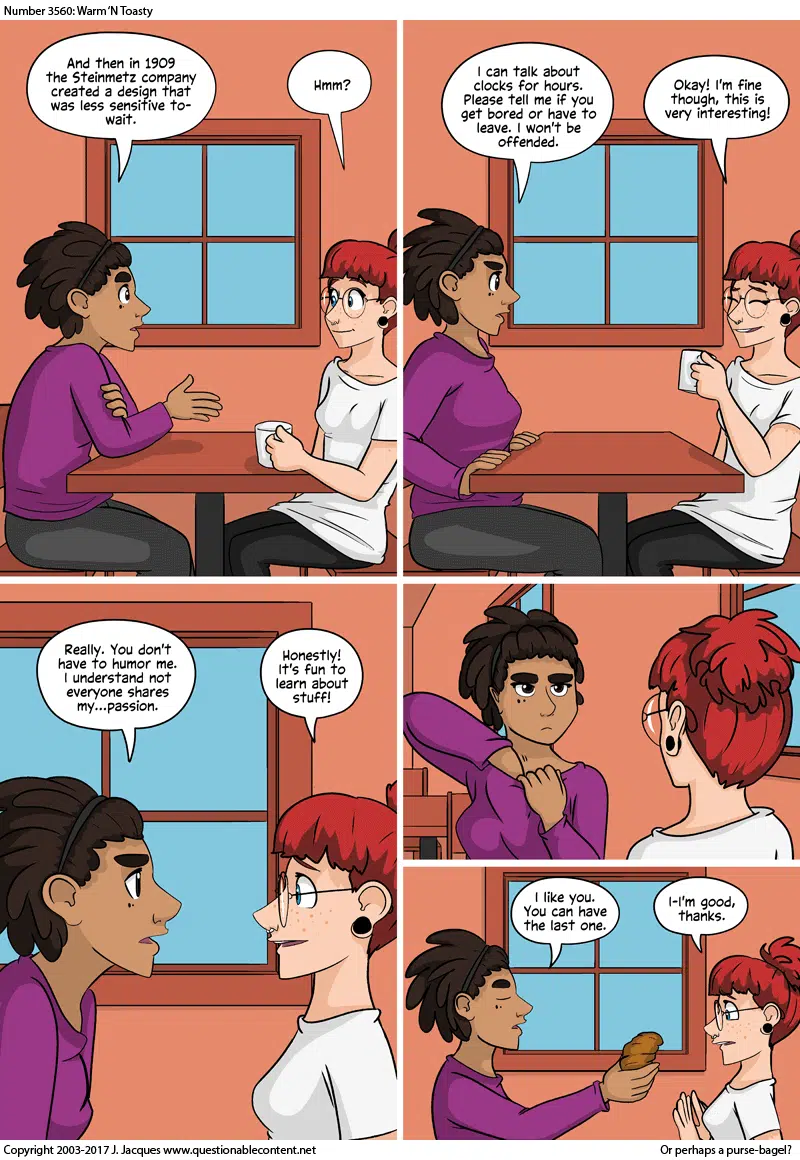 Number 3560: Warm 'N Toasty
And then in 1909
the Steinmetz company
created a design that
was less sensitive to-
wait.
Hmm?
I can talk about
clocks for hours.
Please tell me if you
get bored or have to
leave. I won't be
offended.
Okay! I'm fine
though, this is
very interesting!
Really. You don't
have to humor me.
I understand not
everyone shares
my...passion.
Honestly!
It's fun to
learn about
stuff!
I like you.
You can have
the last one.
I-I'm good,
thanks.
Copyright 2003-2017 J. Jacques www.questionablecontent.net
Or perhaps a purse-bagel?